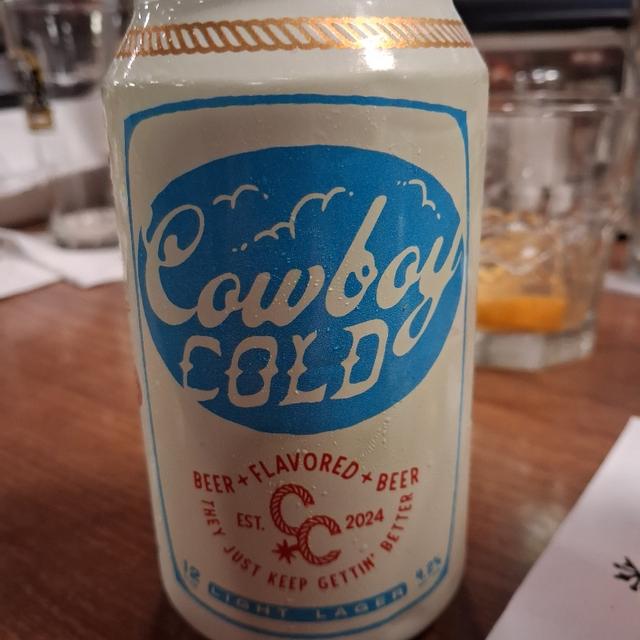 Cowboy
COLD
BEER + FLAVORED + BEER
EST. CC 2024
THEY JUST KEEP GETTIN' BETTER
12 LIGHT LAGER